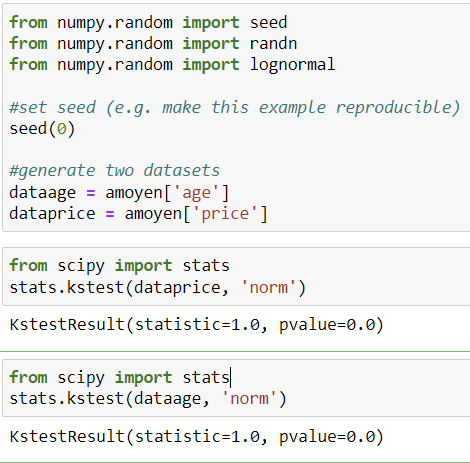 from numpy.random import seed
from numpy.random import randn
from numpy.random import lognormal
#set seed (e.g. make this example reproducible)
seed(0)
#generate two datasets
dataage = amoyen['age']
dataprice = amoyen['price']
from scipy import stats
stats.kstest(dataprice, 'norm')
KstestResult(statistic=1.0, pvalue=0.0)
from scipy import stats
stats.kstest(dataage, 'norm')
KstestResult(statistic=1.0, pvalue=0.0)